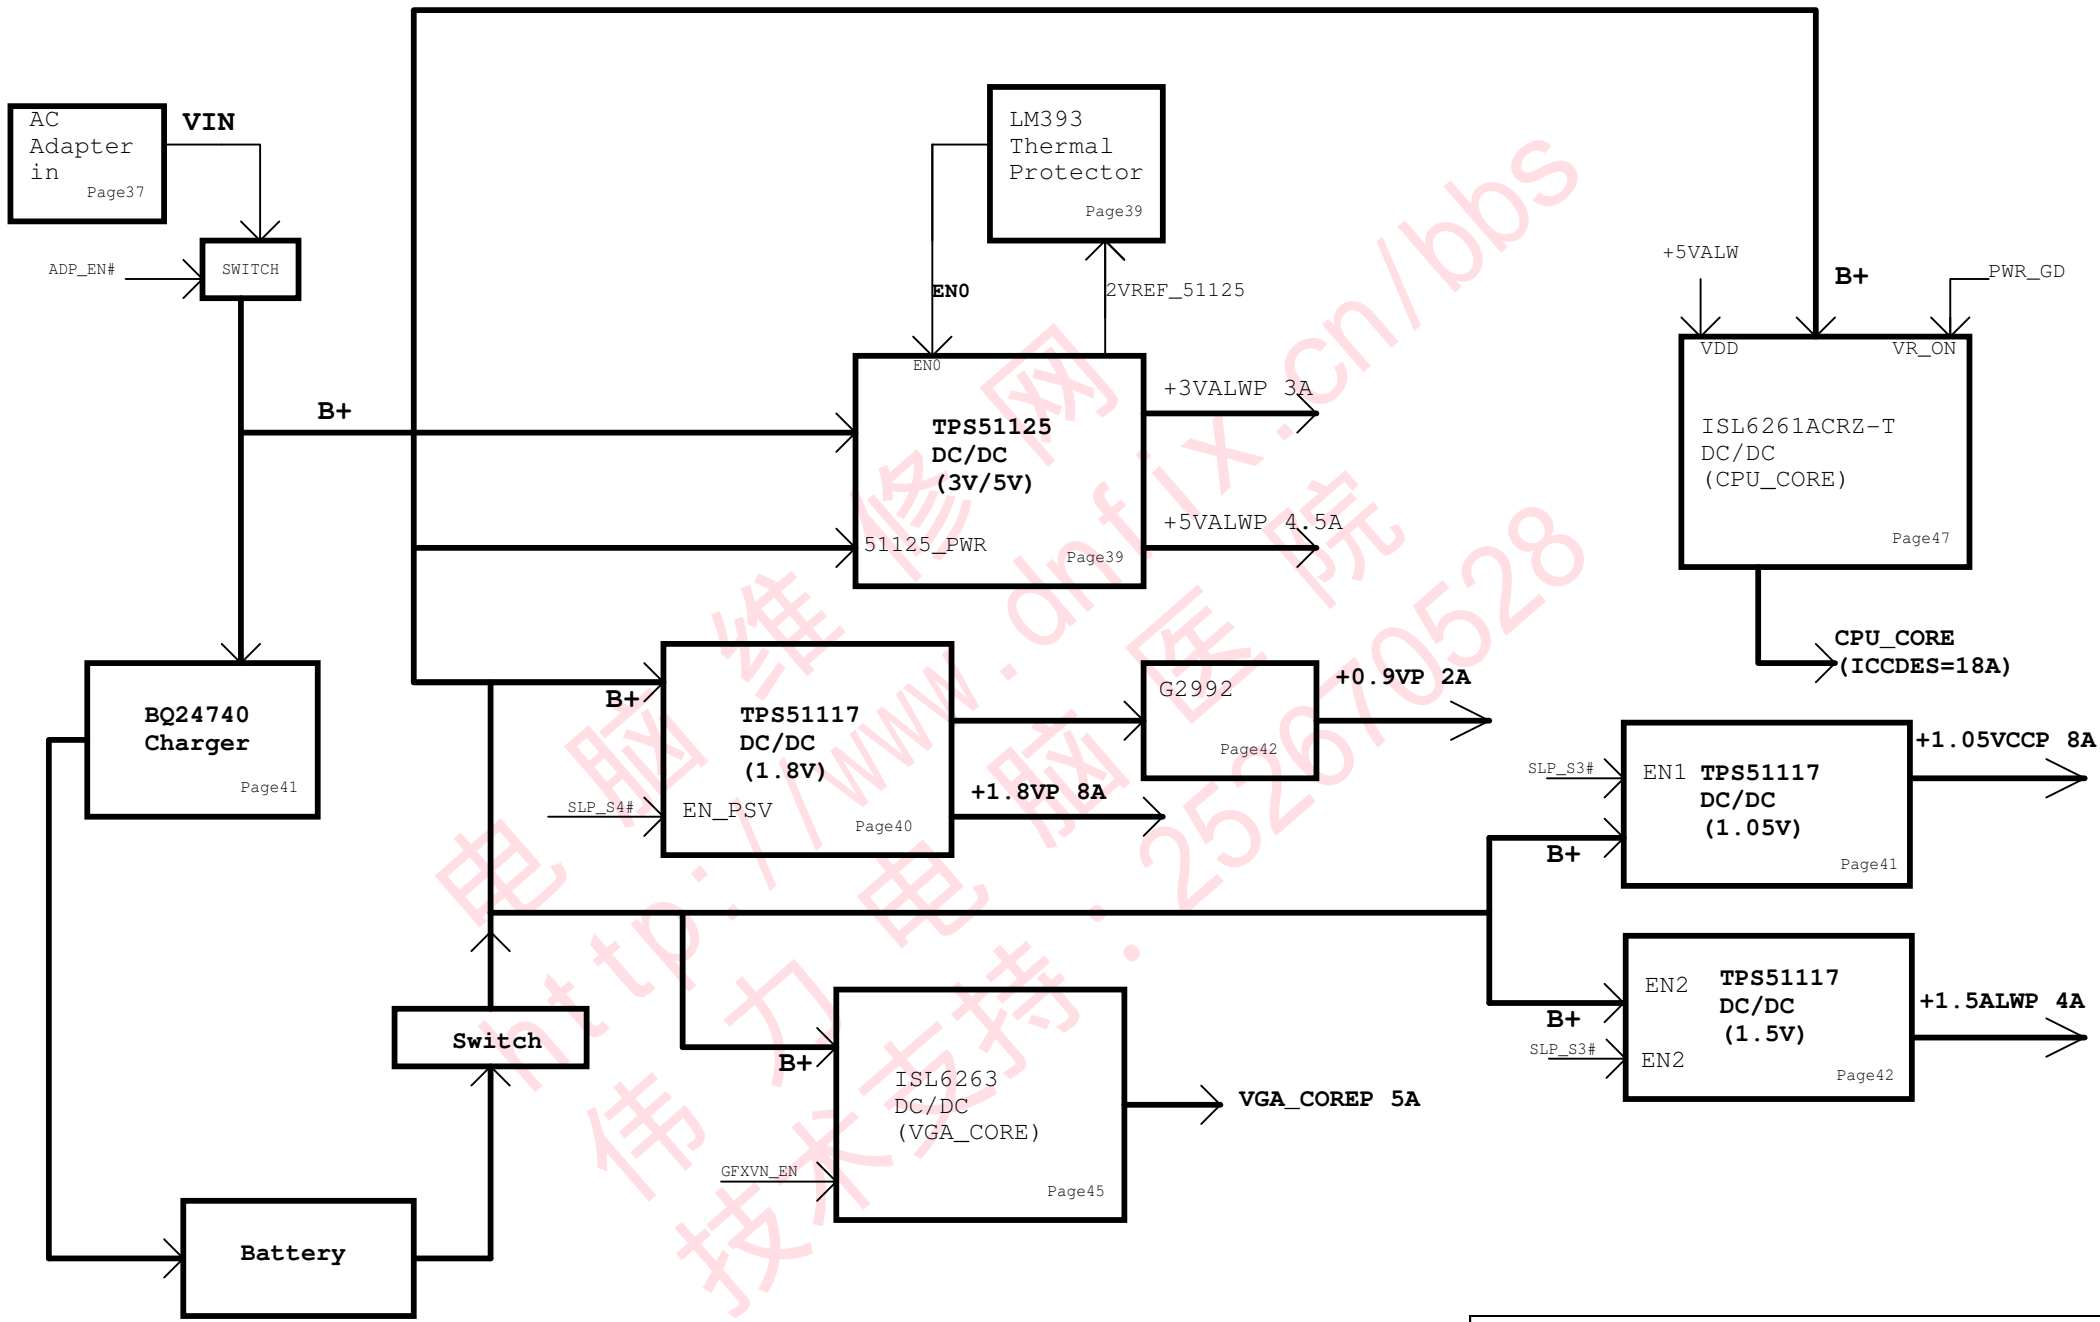 AC
Adapter
in
Page37
VIN
ADP_EN#
SWITCH
B+
LM393
Thermal
Protector
Page39
EN0
2VREF_51125
EN0
TPS51125
DC/DC
(3V/5V)
51125_PWR
Page39
+3VALWP 3A
+5VALWP 4.5A
+5VALW
B+
PWR_GD
VDD
VR_ON
ISL6261ACRZ-T
DC/DC
(CPU_CORE)
Page47
CPU_CORE
(ICCDES=18A)
BQ24740
Charger
Page41
B+
TPS51117
DC/DC
(1.8V)
SLP_S4#
EN_PSV
Page40
G2992
Page42
+0.9VP 2A
+1.8VP 8A
SLP_S3#
EN1
TPS51117
DC/DC
(1.05V)
B+
Page41
+1.05VCCP 8A
EN2
TPS51117
DC/DC
(1.5V)
B+
SLP_S3#
EN2
Page42
+1.5ALWP 4A
Switch
B+
ISL6263
DC/DC
(VGA_CORE)
GFXVN_EN
Page45
VGA_COREP 5A
Battery
电脑维修网
http://www.dnfix.cn/bbs
伟力电脑医院
技术支持:252670528